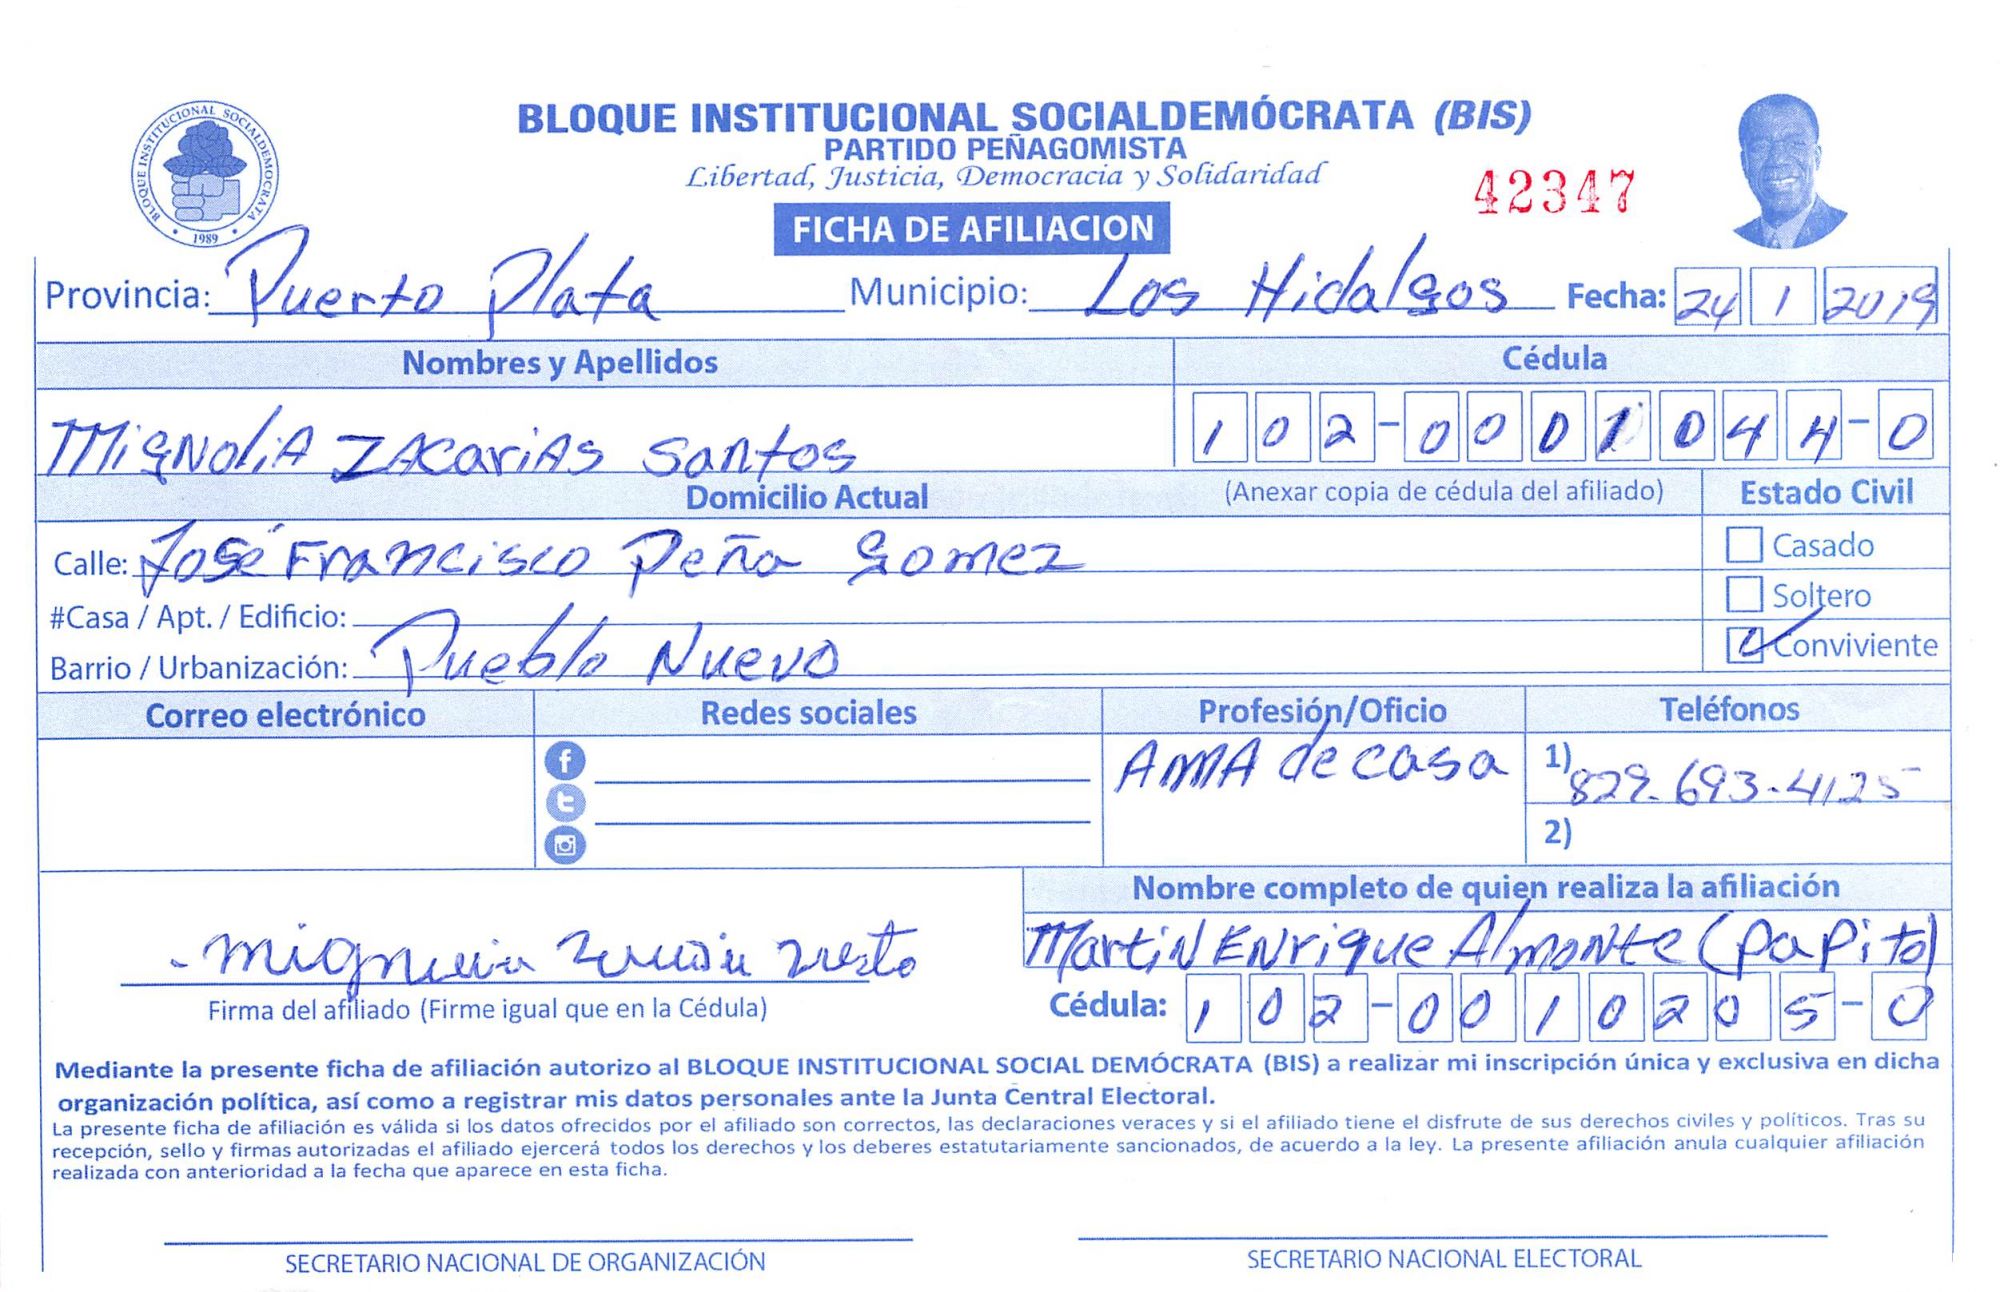 BLOQUE INSTITUCIONAL SOCIALDEMÓCRATA (BIS)
PARTIDO PEÑAGOMISTA
Libertad, Justicia, Democracia y Solidaridad
42347
BLOQUE INSTITUCIONAL SOCIALDEMOCRATA
1989
FICHA DE AFILIACION
Provincia: Puerto Plata Municipio: Los Hidalgos Fecha: 24 1 2019
Nombres y Apellidos Cédula
Mignolia Zacarias Santos 102-0001044-0
Domicilio Actual (Anexar copia de cédula del afiliado) Estado Civil
Calle: José Francisco Peña Gomez Casado
#Casa / Apt. / Edificio: Soltero
Barrio / Urbanización: Pueblo Nuevo Conviviente
Correo electrónico Redes sociales Profesión/Oficio Teléfonos
AMA de casa 1) 829-693-4125
2)
Nombre completo de quien realiza la afiliación
Martin Enrique Almonte (papito)
Firma del afiliado (Firme igual que en la Cédula) Cédula: 102-0010205-0
Mediante la presente ficha de afiliación autorizo al BLOQUE INSTITUCIONAL SOCIAL DEMÓCRATA (BIS) a realizar mi inscripción única y exclusiva en dicha
organización política, así como a registrar mis datos personales ante la Junta Central Electoral.
La presente ficha de afiliación es válida si los datos ofrecidos por el afiliado son correctos, las declaraciones veraces y si el afiliado tiene el disfrute de sus derechos civiles y políticos. Tras su
recepción, sello y firmas autorizadas el afiliado ejercerá todos los derechos y los deberes estatutariamente sancionados, de acuerdo a la ley. La presente afiliación anula cualquier afiliación
realizada con anterioridad a la fecha que aparece en esta ficha.
SECRETARIO NACIONAL DE ORGANIZACIÓN SECRETARIO NACIONAL ELECTORAL